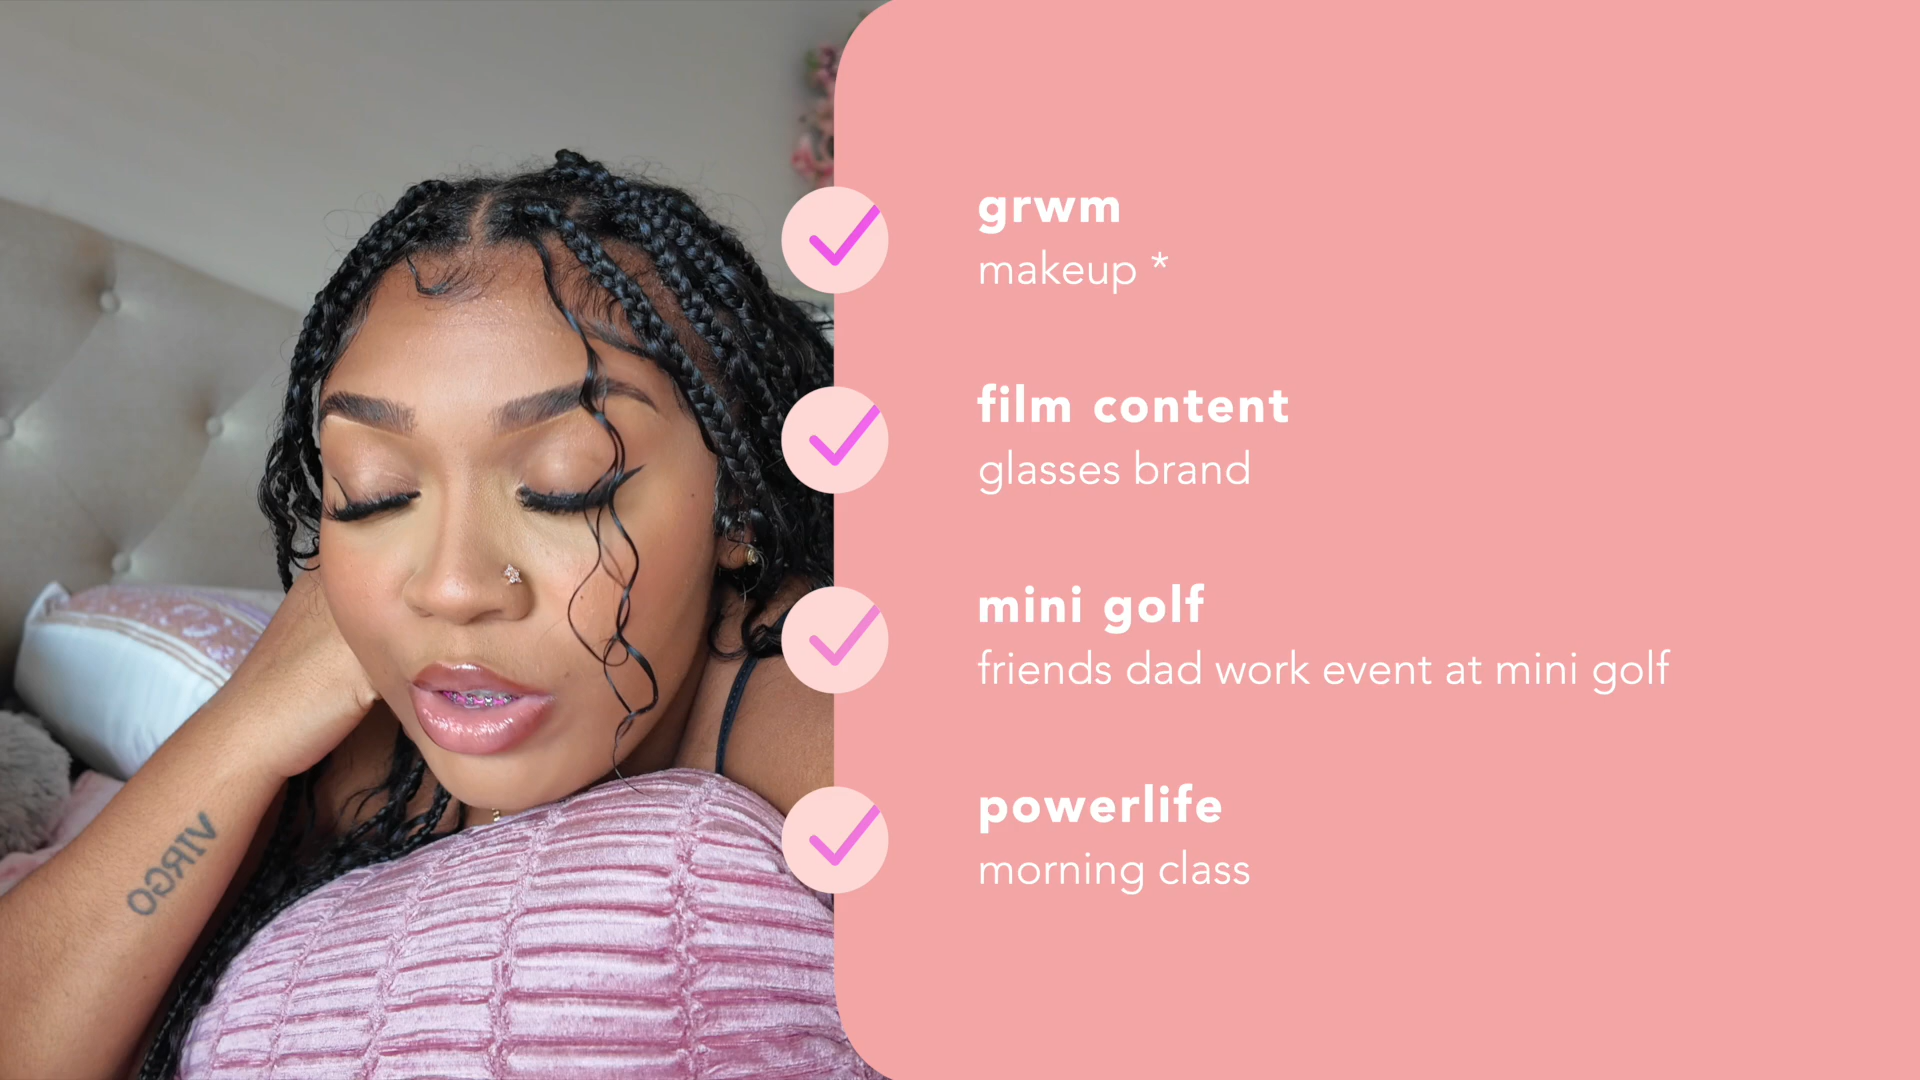 VIRGO
grwm
makeup *
film content
glasses brand
mini golf
friends dad work event at mini golf
powerlife
morning class